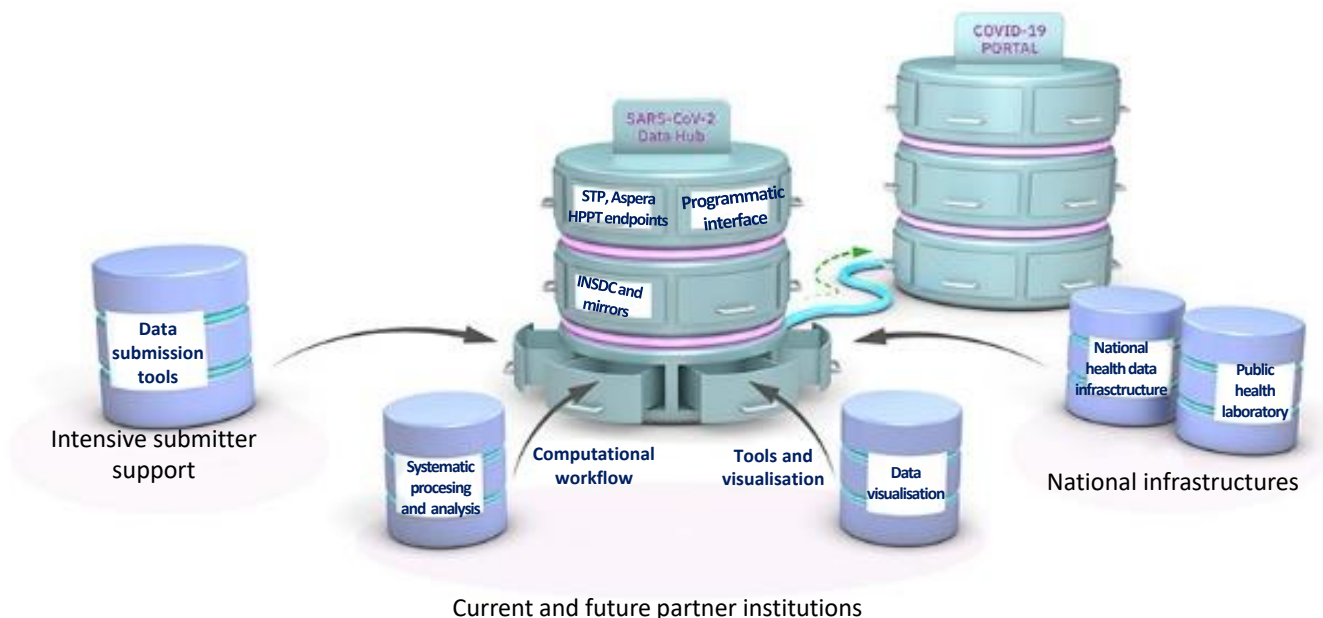 COVID-19
PORTAL
SARS-CoV-2
Data Hub
STP, Aspera
HPPT endpoints
Programmatic
interface
INSDC and
mirrors
Data
submission
tools
Intensive submitter
support
Systematic
procesing
and analysis
Computational
workflow
Tools and
visualisation
Data
visualisation
National
health data
infrasctructure
Public
health
laboratory
National infrastructures
Current and future partner institutions